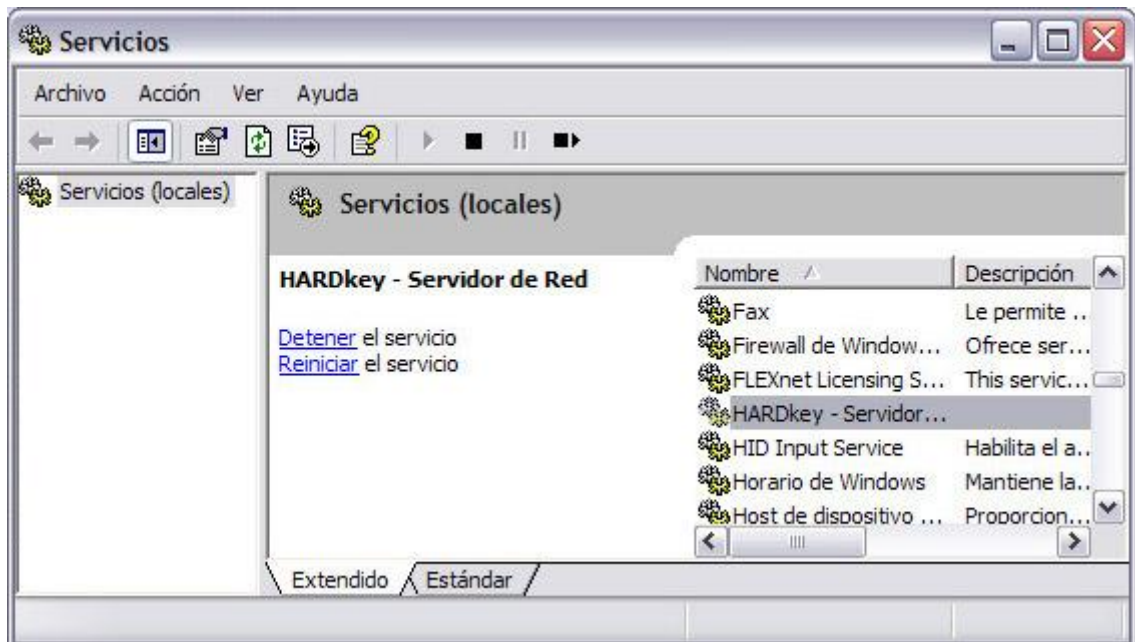 Servicios
Archivo Acción Ver Ayuda
Servicios (locales)
Servicios (locales)
HARDkey - Servidor de Red
Detener el servicio
Reiniciar el servicio
Nombre Descripción
Fax Le permite ...
Firewall de Window... Ofrece ser...
FLEXnet Licensing S... This servic...
HARDkey - Servidor...
HID Input Service Habilita el a..
Horario de Windows Mantiene la..
Host de dispositivo ... Proporcion...
Extendido Estándar